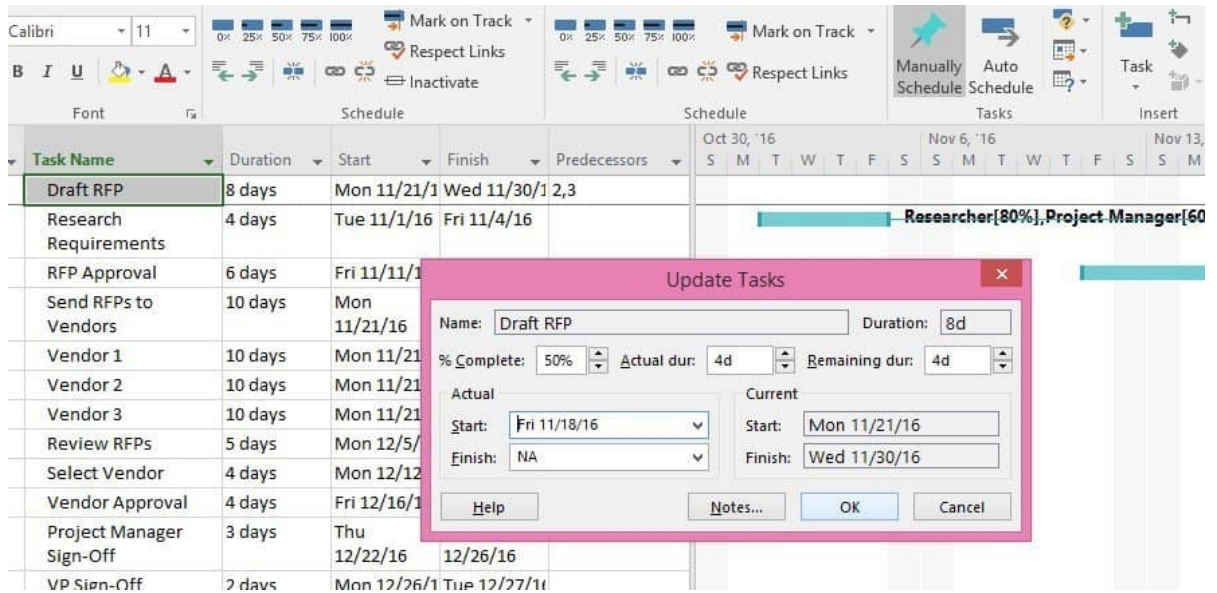 Calibri 11
B I U A
0% 25% 50% 75% 100%
Mark on Track
Respect Links
Inactivate
0% 25% 50% 75% 100%
Mark on Track
Respect Links
Manually Schedule
Auto Schedule
Task
Font
Schedule
Schedule
Tasks
Insert
Oct 30, '16 Nov 6, '16 Nov 13,
Task Name Duration Start Finish Predecessors S M T W T F S S M T W T F S S M
Draft RFP 8 days Mon 11/21/1 Wed 11/30/1 2,3
Research Requirements 4 days Tue 11/1/16 Fri 11/4/16 Researcher[80%],Project Manager[60
RFP Approval 6 days Fri 11/11/1
Send RFPs to Vendors 10 days Mon 11/21/16
Vendor 1 10 days Mon 11/21
Vendor 2 10 days Mon 11/21
Vendor 3 10 days Mon 11/21
Review RFPs 5 days Mon 12/5/
Select Vendor 4 days Mon 12/12
Vendor Approval 4 days Fri 12/16/1
Project Manager Sign-Off 3 days Thu 12/22/16 12/26/16
VP Sign-Off 2 days Mon 12/26/1 Tue 12/27/1
Update Tasks
Name: Draft RFP Duration: 8d
% Complete: 50% Actual dur: 4d Remaining dur: 4d
Actual Current
Start: Fri 11/18/16 Start: Mon 11/21/16
Finish: NA Finish: Wed 11/30/16
Help Notes... OK Cancel